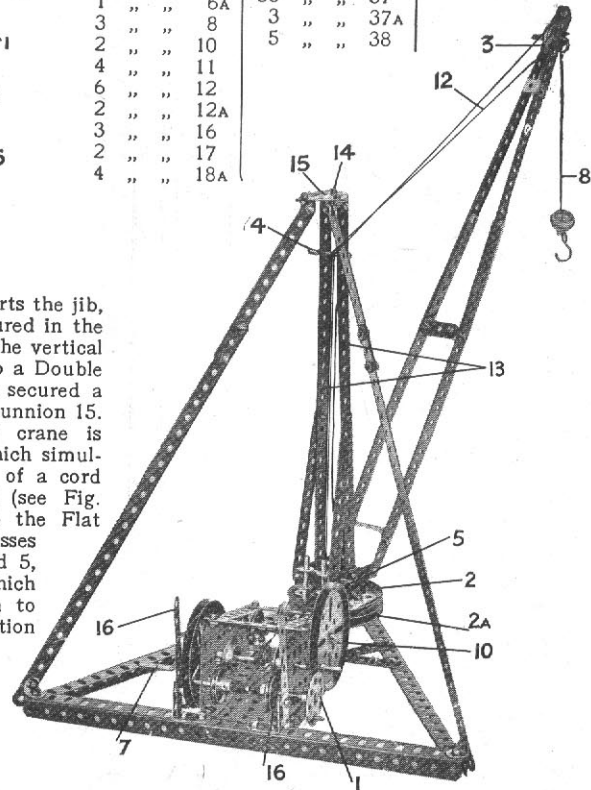 1 „ „ 6A
3 „ „ 8
2 „ „ 10
4 „ „ 11
6 „ „ 12
2 „ „ 12A
3 „ „ 16
2 „ „ 17
4 „ „ 18A
3 „ „ 37A
5 „ „ 38
3
12
8
15
14
4
13
rts the jib,
ured in the
he vertical
o a Double
secured a
unnion 15.
crane is
hich simul-
of a cord
(see Fig.
the Flat
sses
d 5,
hich
n to
tion
5
2
2A
10
16
7
16
1